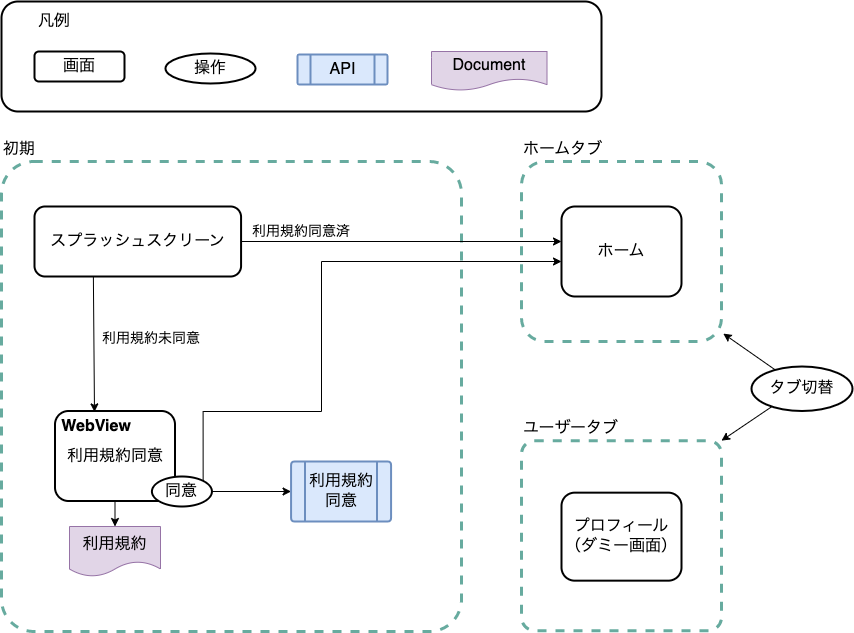 凡例
画面
操作
API
Document
初期
スプラッシュスクリーン
利用規約同意済
利用規約未同意
WebView
利用規約同意
同意
利用規約
同意
利用規約
ホームタブ
ホーム
タブ切替
ユーザータブ
プロフィール
（ダミー画面）